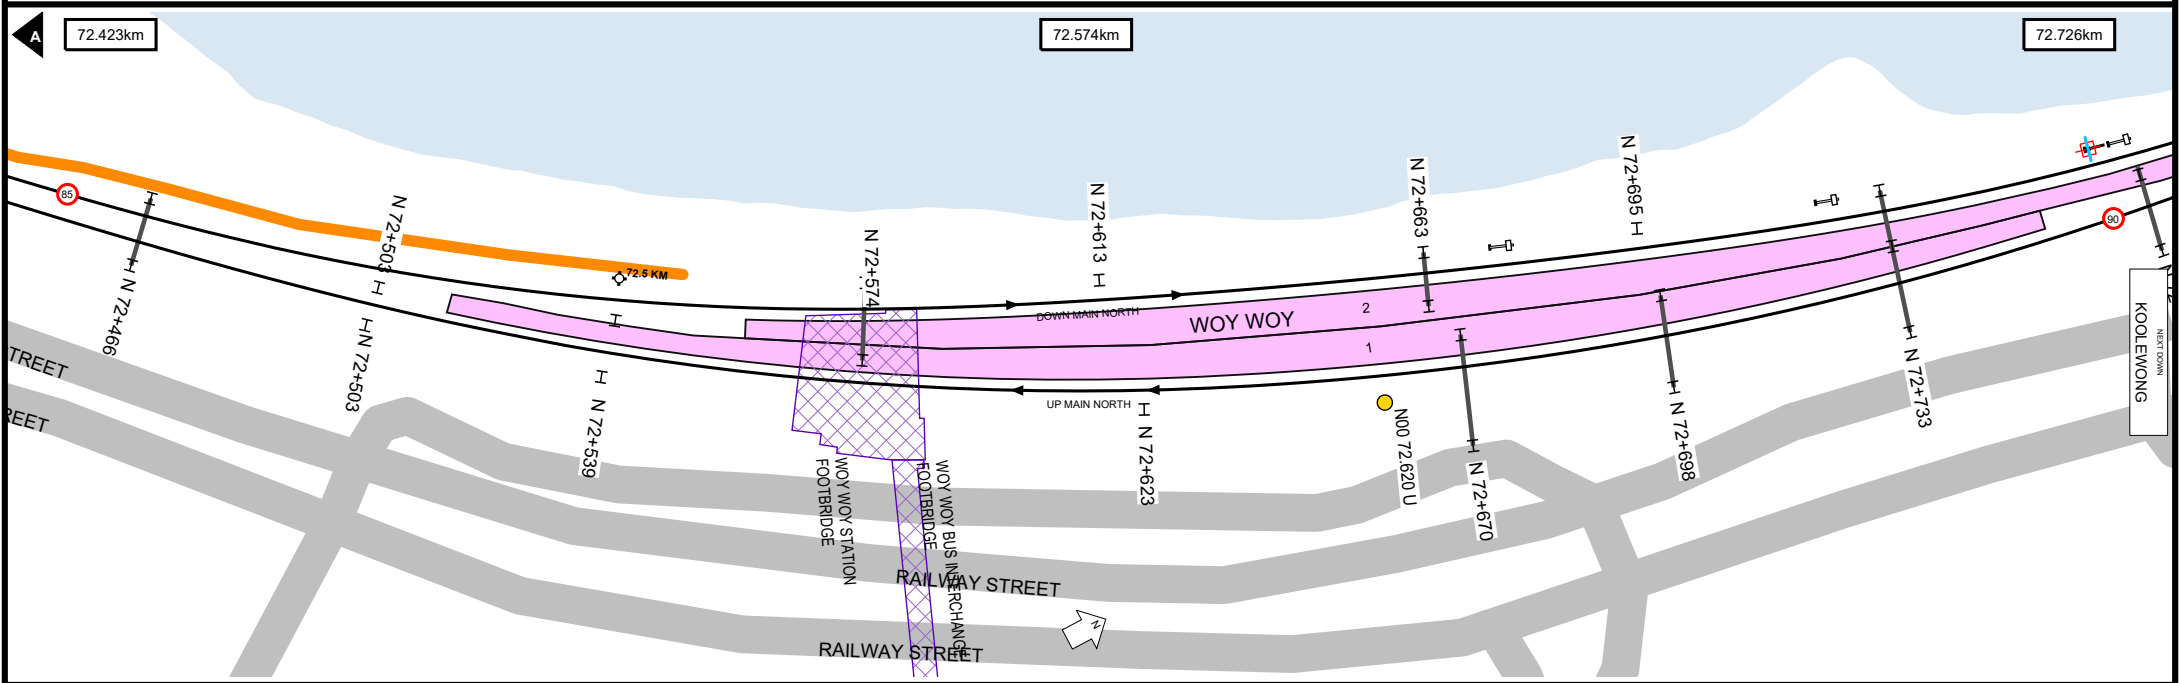 A
72.423km
72.574km
72.726km
85
N 72+466
N 72+503
N 72+503
72.5 KM
N 72+539
N 72+574
N 72+613
N 72+623
N 72+663
N 72+670
N 72+695
N 72+698
N 72+733
90
DOWN MAIN NORTH
WOY WOY
2
1
UP MAIN NORTH
N00 72.620 U
NEXT DOWN
KOOLEWONG
TREET
REET
WOY WOY STATION
FOOTBRIDGE
WOY WOY BUS INTERCHANGE
FOOTBRIDGE
RAILWAY STREET
RAILWAY STREET
N